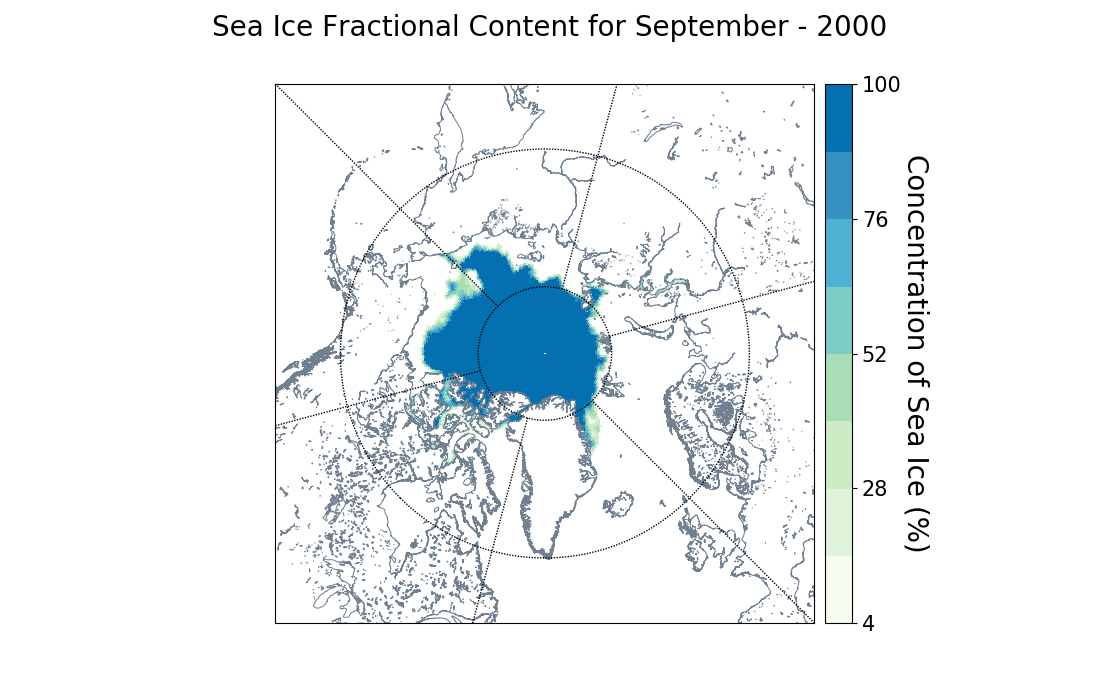 Sea Ice Fractional Content for September - 2000
100
76
52
28
4
Concentration of Sea Ice (%)